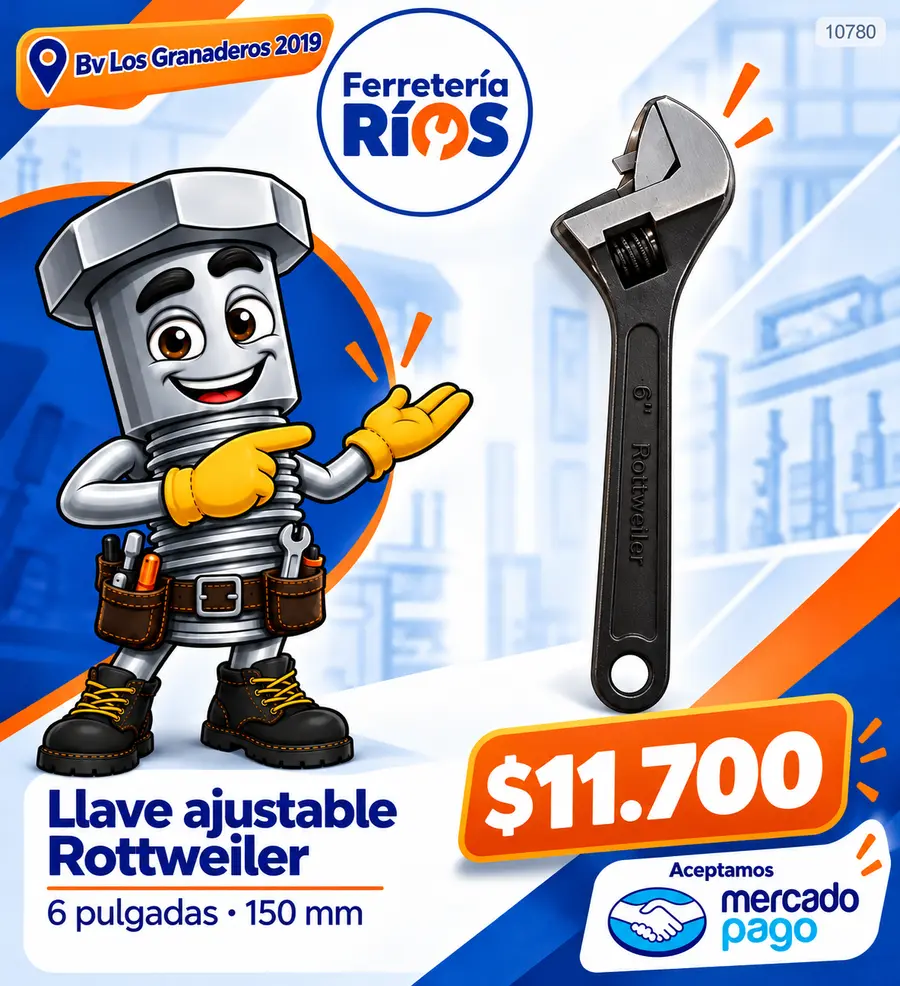 Bv Los Granaderos 2019
Ferretería
Ríos
10780
6" Rottweiler
$11.700
Llave ajustable
Rottweiler
6 pulgadas • 150 mm
Aceptamos
mercado
pago